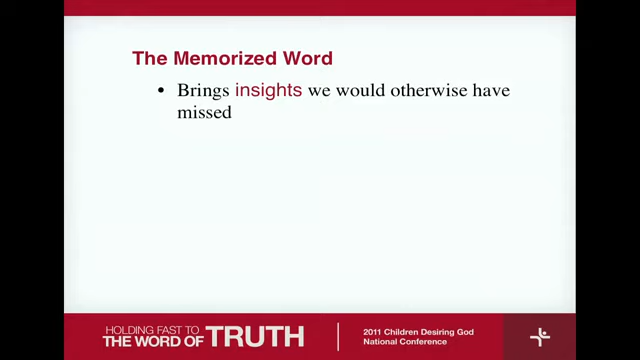 The Memorized Word
• Brings insights we would otherwise have
missed
HOLDING FAST TO
THE WORD OF TRUTH
2011 Children Desiring God
National Conference